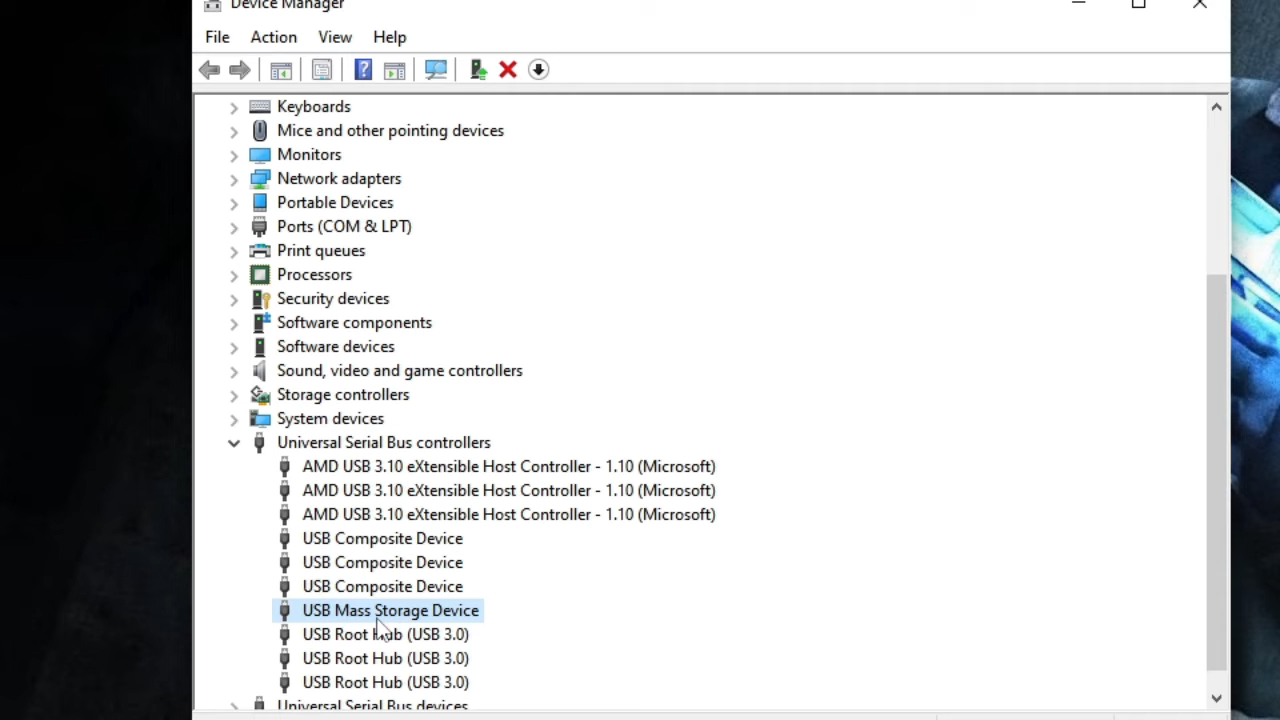 Device Manager
File Action View Help
Keyboards
Mice and other pointing devices
Monitors
Network adapters
Portable Devices
Ports (COM & LPT)
Print queues
Processors
Security devices
Software components
Software devices
Sound, video and game controllers
Storage controllers
System devices
Universal Serial Bus controllers
AMD USB 3.10 eXtensible Host Controller - 1.10 (Microsoft)
AMD USB 3.10 eXtensible Host Controller - 1.10 (Microsoft)
AMD USB 3.10 eXtensible Host Controller - 1.10 (Microsoft)
USB Composite Device
USB Composite Device
USB Composite Device
USB Mass Storage Device
USB Root Hub (USB 3.0)
USB Root Hub (USB 3.0)
USB Root Hub (USB 3.0)
Universal Serial Bus devices